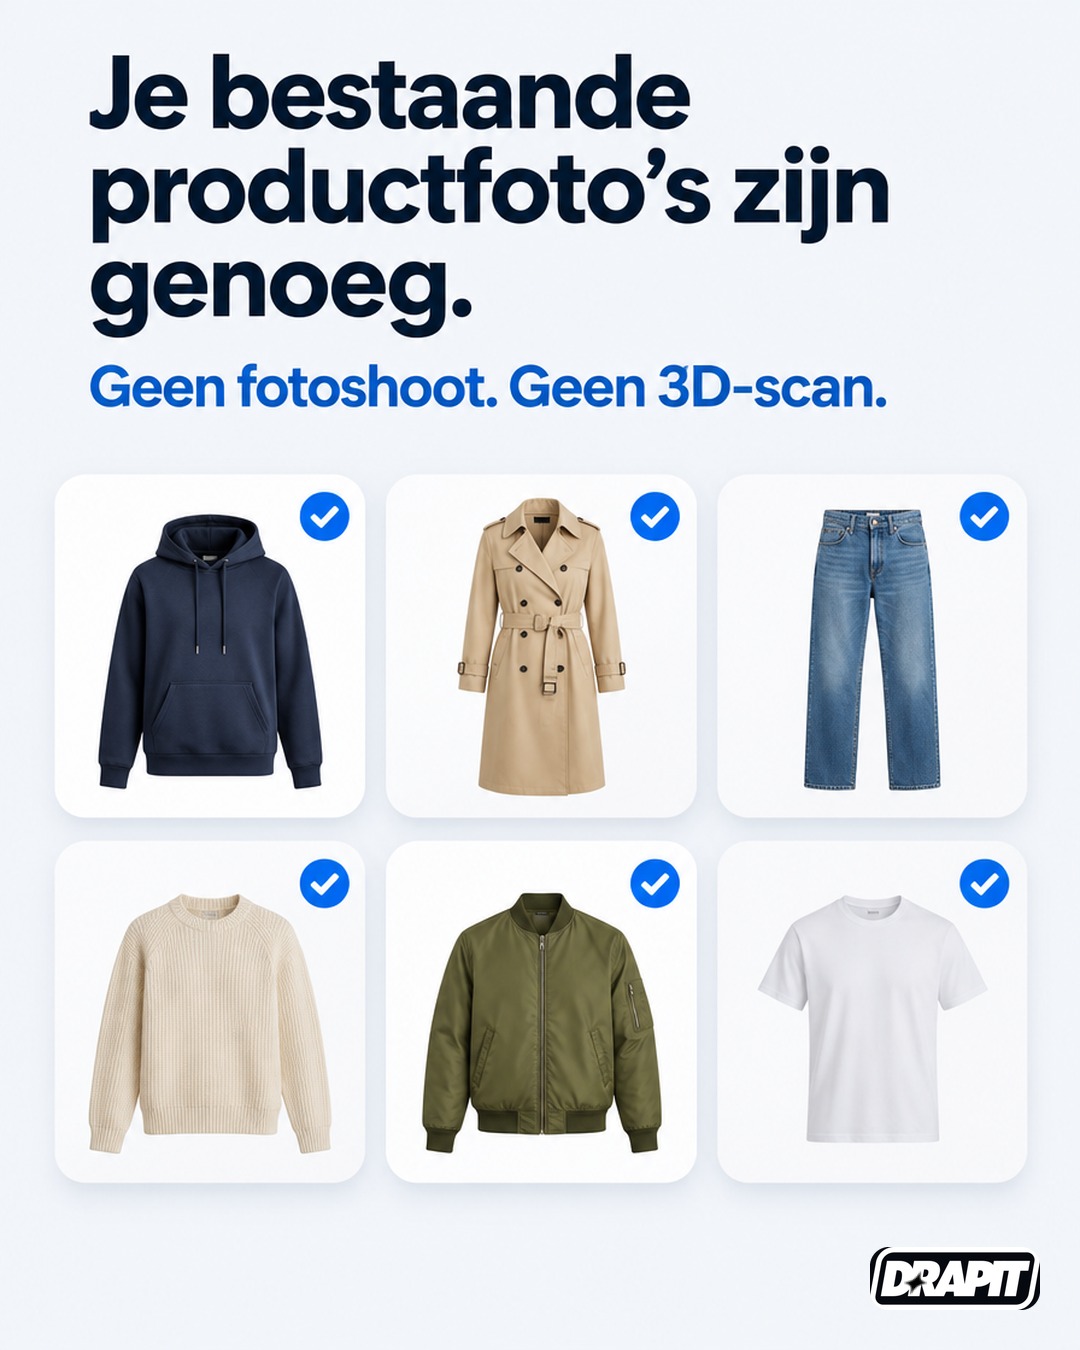 Je bestaande
productfoto’s zijn
genoeg.
Geen fotoshoot. Geen 3D-scan.
DRAPIT